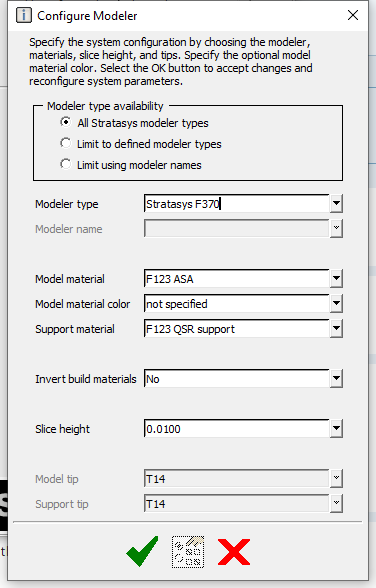 Configure Modeler
Specify the system configuration by choosing the modeler,
materials, slice height, and tips. Specify the optional model
material color. Select the OK button to accept changes and
reconfigure system parameters.
Modeler type availability
All Stratasys modeler types
Limit to defined modeler types
Limit using modeler names
Modeler type Stratasys F370
Modeler name
Model material F123 ASA
Model material color not specified
Support material F123 QSR support
Invert build materials No
Slice height 0.0100
Model tip T14
Support tip T14